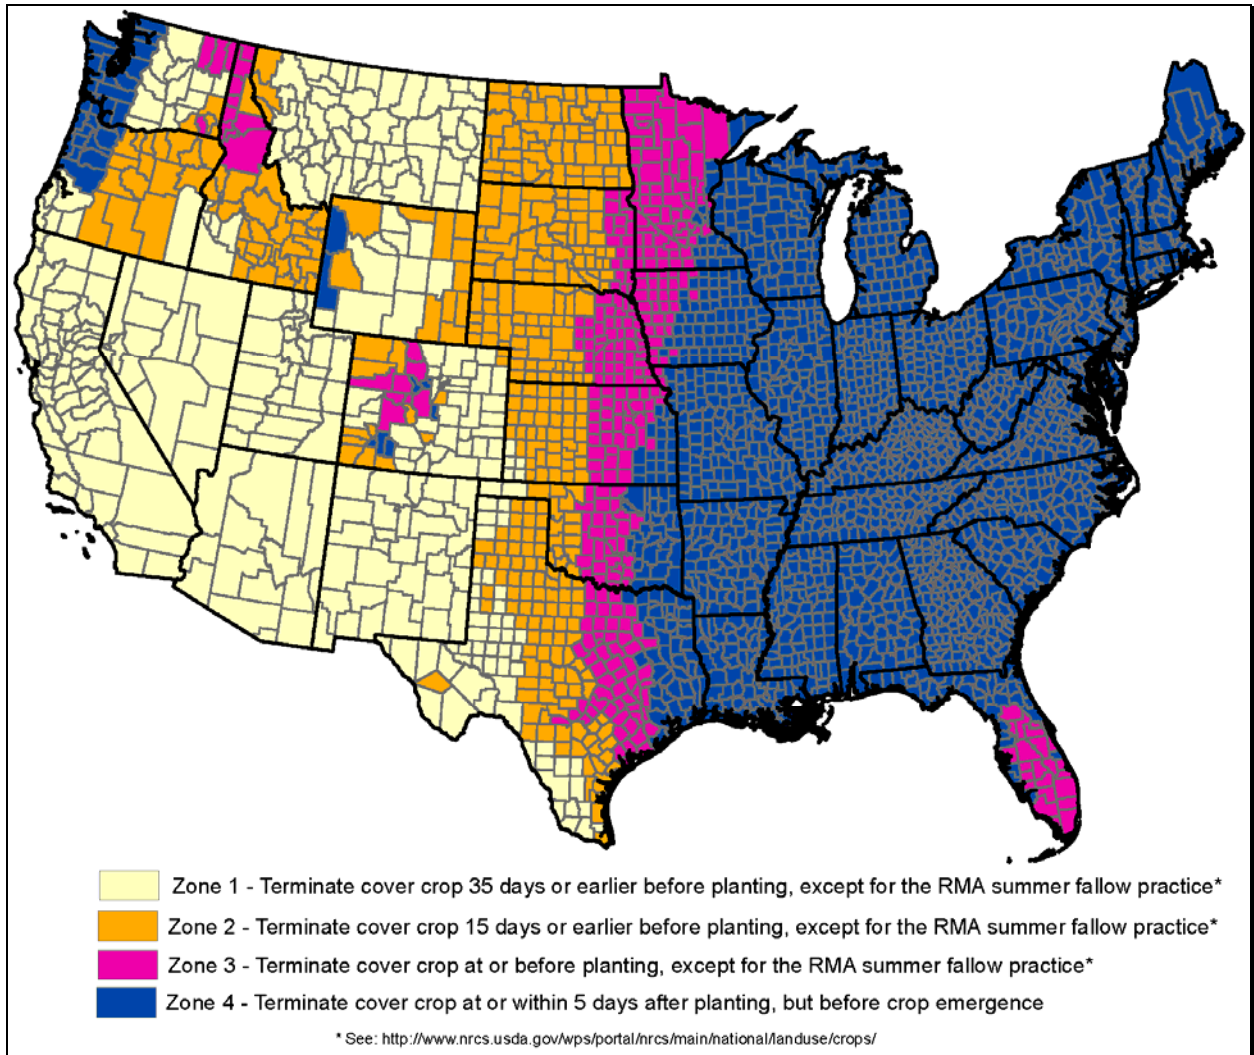 Zone 1 - Terminate cover crop 35 days or earlier before planting, except for the RMA summer fallow practice*
Zone 2 - Terminate cover crop 15 days or earlier before planting, except for the RMA summer fallow practice*
Zone 3 - Terminate cover crop at or before planting, except for the RMA summer fallow practice*
Zone 4 - Terminate cover crop at or within 5 days after planting, but before crop emergence
* See: http://www.nrcs.usda.gov/wps/portal/nrcs/main/national/landuse/crops/